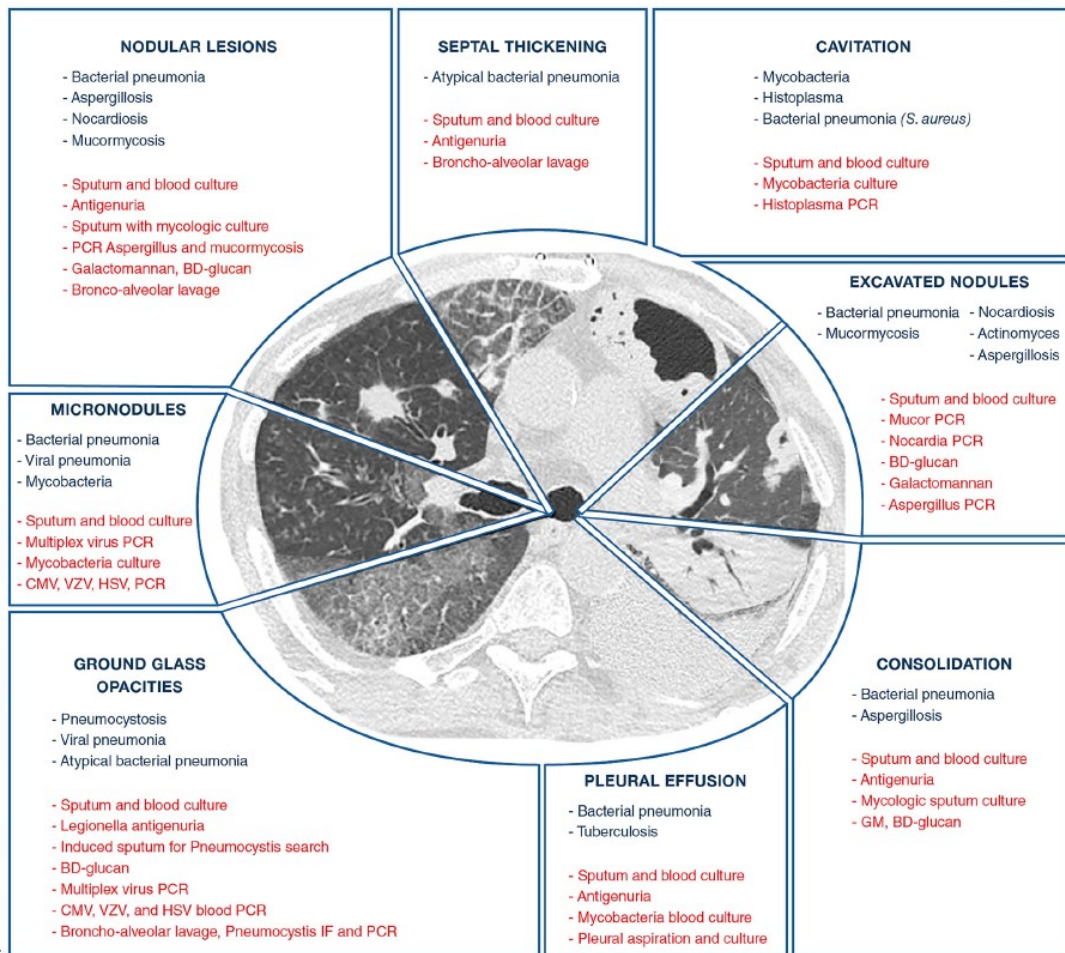 NODULAR LESIONS
- Bacterial pneumonia
- Aspergillosis
- Nocardiosis
- Mucormycosis
- Sputum and blood culture
- Antigenuria
- Sputum with mycologic culture
- PCR Aspergillus and mucormycosis
- Galactomannan, BD-glucan
- Bronco-alveolar lavage
SEPTAL THICKENING
- Atypical bacterial pneumonia
- Sputum and blood culture
- Antigenuria
- Broncho-alveolar lavage
CAVITATION
- Mycobacteria
- Histoplasma
- Bacterial pneumonia (S. aureus)
- Sputum and blood culture
- Mycobacteria culture
- Histoplasma PCR
EXCAVATED NODULES
- Bacterial pneumonia
- Mucormycosis
- Nocardiosis
- Actinomyces
- Aspergillosis
- Sputum and blood culture
- Mucor PCR
- Nocardia PCR
- BD-glucan
- Galactomannan
- Aspergillus PCR
MICRONODULES
- Bacterial pneumonia
- Viral pneumonia
- Mycobacteria
- Sputum and blood culture
- Multiplex virus PCR
- Mycobacteria culture
- CMV, VZV, HSV, PCR
GROUND GLASS
OPACITIES
- Pneumocystosis
- Viral pneumonia
- Atypical bacterial pneumonia
- Sputum and blood culture
- Legionella antigenuria
- Induced sputum for Pneumocystis search
- BD-glucan
- Multiplex virus PCR
- CMV, VZV, and HSV blood PCR
- Broncho-alveolar lavage, Pneumocystis IF and PCR
PLEURAL EFFUSION
- Bacterial pneumonia
- Tuberculosis
- Sputum and blood culture
- Antigenuria
- Mycobacteria blood culture
- Pleural aspiration and culture
CONSOLIDATION
- Bacterial pneumonia
- Aspergillosis
- Sputum and blood culture
- Antigenuria
- Mycologic sputum culture
- GM, BD-glucan